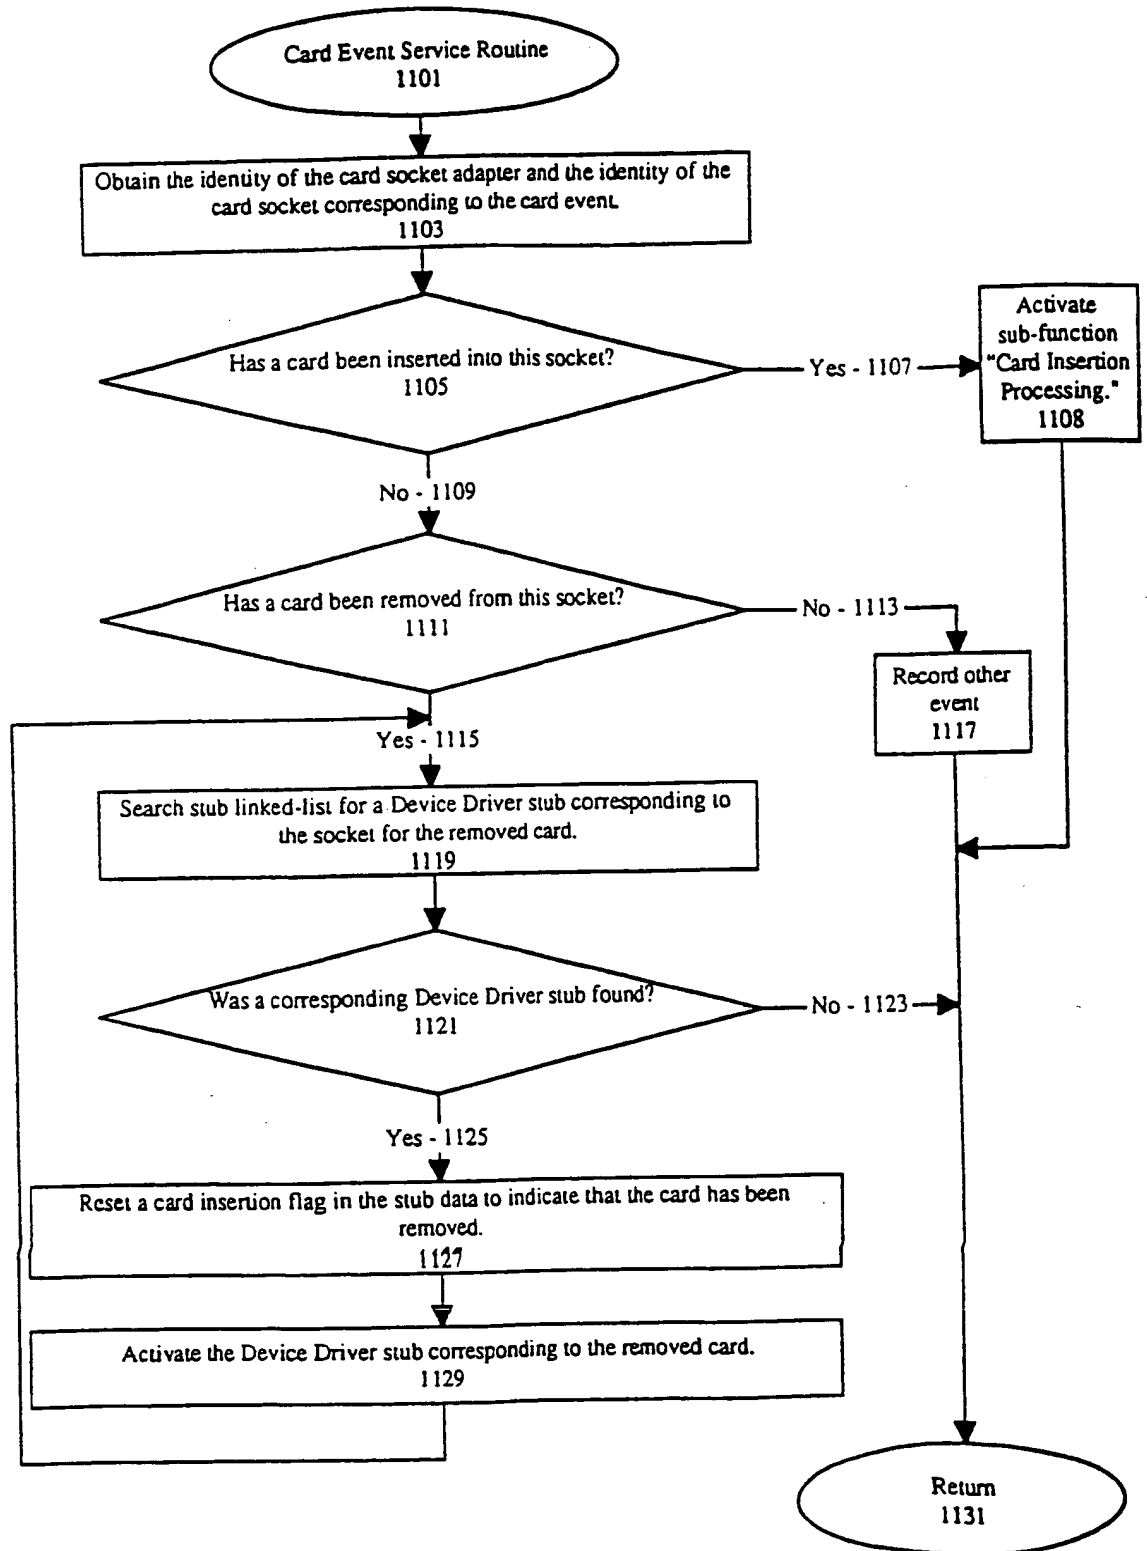 Card Event Service Routine
1101
Obtain the identity of the card socket adapter and the identity of the
card socket corresponding to the card event.
1103
Has a card been inserted into this socket?
1105
Yes - 1107
Activate
sub-function
"Card Insertion
Processing."
1108
No - 1109
Has a card been removed from this socket?
1111
No - 1113
Record other
event
1117
Yes - 1115
Search stub linked-list for a Device Driver stub corresponding to
the socket for the removed card.
1119
Was a corresponding Device Driver stub found?
1121
No - 1123
Yes - 1125
Reset a card insertion flag in the stub data to indicate that the card has been
removed.
1127
Activate the Device Driver stub corresponding to the removed card.
1129
Return
1131